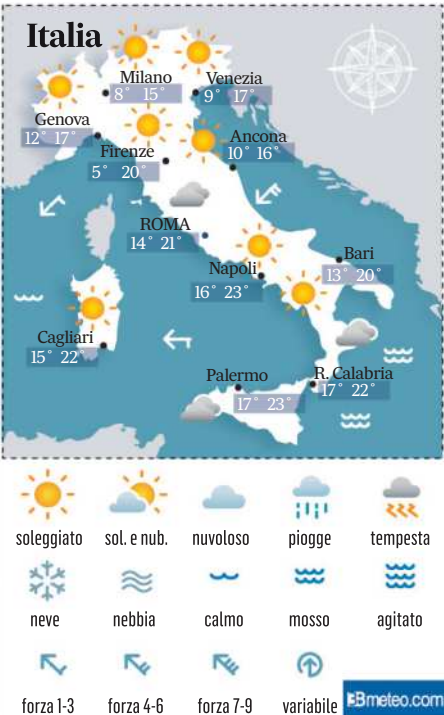 Italia
Milano
8° 15°
Venezia
9° 17°
Genova
12° 17°
Firenze
5° 20°
Ancona
10° 16°
ROMA
14° 21°
Bari
13° 20°
Napoli
16° 23°
Cagliari
15° 22°
Palermo
17° 23°
R. Calabria
17° 22°
soleggiato sol. e nub. nuvoloso piogge tempesta
neve nebbia calmo mosso agitato
forza 1-3 forza 4-6 forza 7-9 variabile
3Bmeteo.com